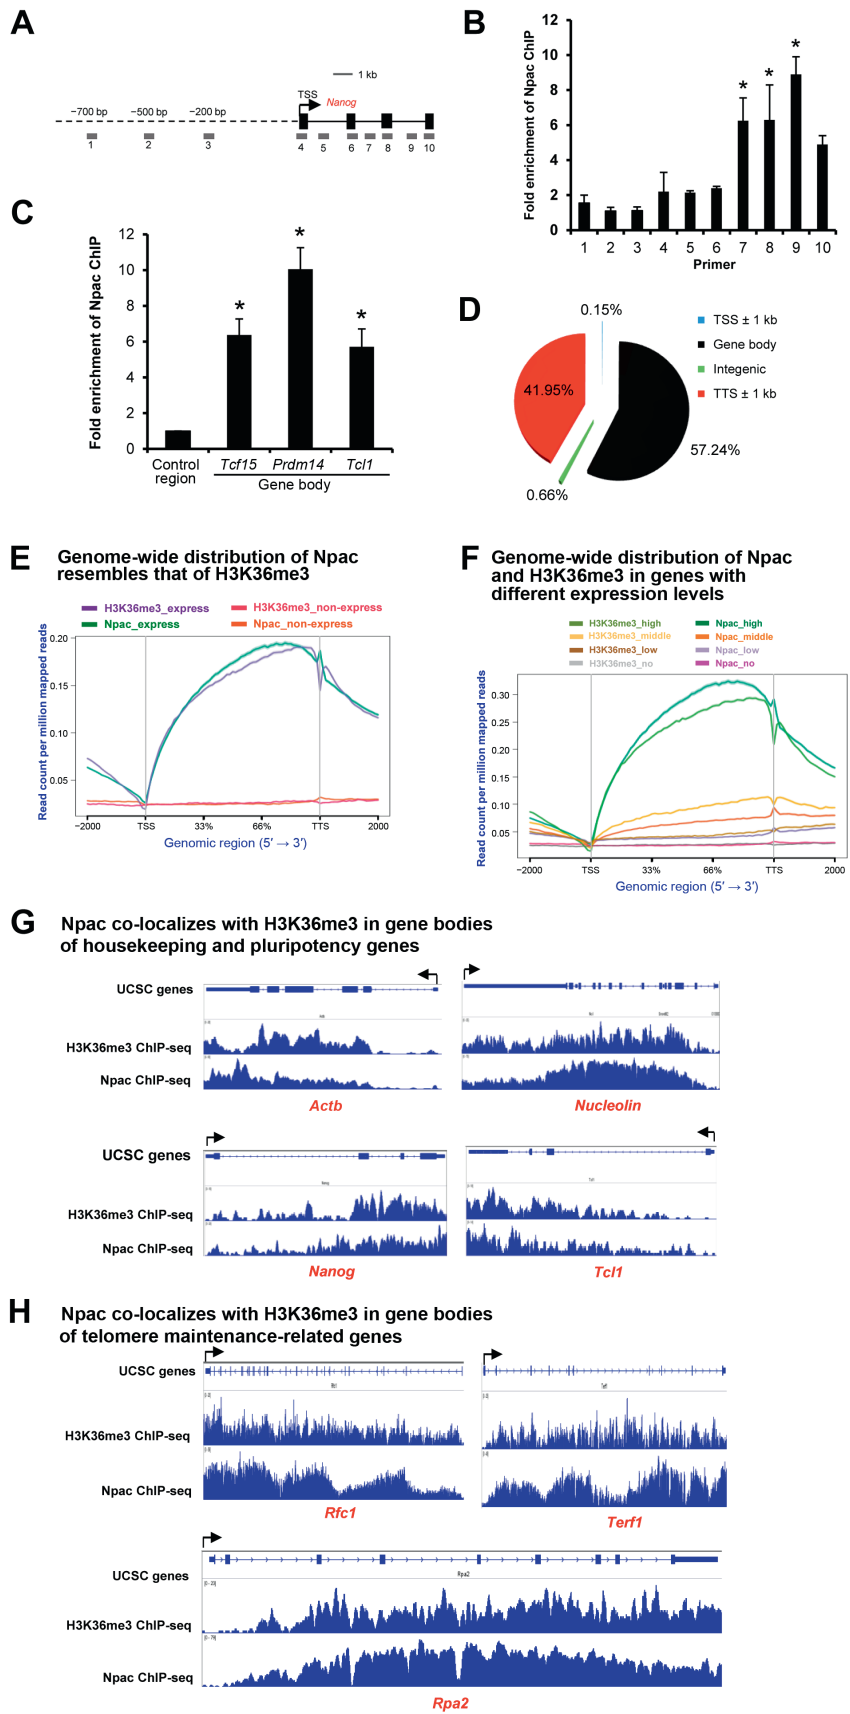 A
1 kb
TSS
Nanog
−700 bp
−500 bp
−200 bp
1 2 3 4 5 6 7 8 9 10
B
Fold enrichment of Npac ChIP
12
10
8
6
4
2
0
* * *
1 2 3 4 5 6 7 8 9 10
Primer
C
Fold enrichment of Npac ChIP
12
10
8
6
4
2
0
* * *
Control
region
Tcf15 Prdm14 Tcl1
Gene body
D
0.15%
41.95%
57.24%
0.66%
TSS ± 1 kb
Gene body
Integenic
TTS ± 1 kb
E
Genome-wide distribution of Npac
resembles that of H3K36me3
H3K36me3_express
H3K36me3_non-express
Npac_express
Npac_non-express
Read count per million mapped reads
0.20
0.15
0.10
0.05
−2000 TSS 33% 66% TTS 2000
Genomic region (5′ → 3′)
F
Genome-wide distribution of Npac
and H3K36me3 in genes with
different expression levels
H3K36me3_high
Npac_high
H3K36me3_middle
Npac_middle
H3K36me3_low
Npac_low
H3K36me3_no
Npac_no
Read count per million mapped reads
0.30
0.25
0.20
0.15
0.10
0.05
−2000 TSS 33% 66% TTS 2000
Genomic region (5′ → 3′)
G
Npac co-localizes with H3K36me3 in gene bodies
of housekeeping and pluripotency genes
UCSC genes
H3K36me3 ChIP-seq
Npac ChIP-seq
Actb
Nucleolin
UCSC genes
H3K36me3 ChIP-seq
Npac ChIP-seq
Nanog
Tcl1
H
Npac co-localizes with H3K36me3 in gene bodies
of telomere maintenance-related genes
UCSC genes
Rfc1
Terf1
H3K36me3 ChIP-seq
Npac ChIP-seq
Rfc1
Terf1
UCSC genes
Rpa2
H3K36me3 ChIP-seq
Npac ChIP-seq
Rpa2